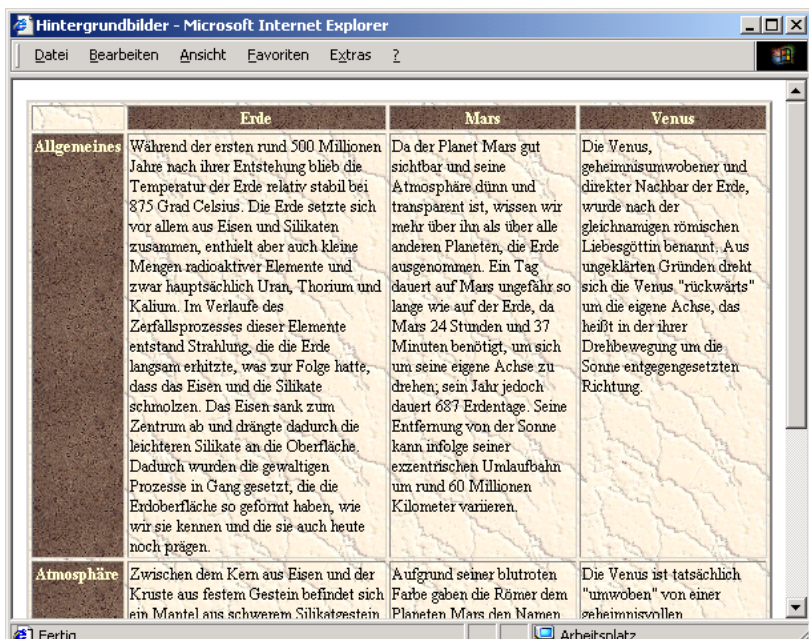 Hintergrundbilder - Microsoft Internet Explorer
Datei Bearbeiten Ansicht Favoriten Extras ?
Erde Mars Venus
Allgemeines
Während der ersten rund 500 Millionen
Jahre nach ihrer Entstehung blieb die
Temperatur der Erde relativ stabil bei
875 Grad Celsius. Die Erde setzte sich
vor allem aus Eisen und Silikaten
zusammen, enthielt aber auch kleine
Mengen radioaktiver Elemente und
zwar hauptsächlich Uran, Thorium und
Kalium. Im Verlaufe des
Zerfallsprozesses dieser Elemente
entstand Strahlung, die die Erde
langsam erhitzte, was zur Folge hatte,
dass das Eisen und die Silikate
schmolzen. Das Eisen sank zum
Zentrum ab und drängte dadurch die
leichteren Silikate an die Oberfläche.
Dadurch wurden die gewaltigen
Prozesse in Gang gesetzt, die die
Erdoberfläche so geformt haben, wie
wir sie kennen und die sie auch heute
noch prägen.
Da der Planet Mars gut
sichtbar und seine
Atmosphäre dünn und
transparent ist, wissen wir
mehr über ihn als über alle
anderen Planeten, die Erde
ausgenommen. Ein Tag
dauert auf Mars ungefähr so
lange wie auf der Erde, da
Mars 24 Stunden und 37
Minuten benötigt, um sich
um seine eigene Achse zu
drehen; sein Jahr jedoch
dauert 687 Erdentage. Seine
Entfernung von der Sonne
kann infolge seiner
exzentrischen Umlaufbahn
um rund 60 Millionen
Kilometer variieren.
Die Venus,
geheimnisumwobener und
direkter Nachbar der Erde,
wurde nach der
gleichnamigen römischen
Liebesgöttin benannt. Aus
ungeklärten Gründen dreht
sich die Venus "rückwärts"
um die eigene Achse, das
heißt in der ihrer
Drehbewegung um die
Sonne entgegengesetzten
Richtung.
Atmosphäre
Zwischen dem Kern aus Eisen und der
Kruste aus festem Gestein befindet sich
ein Mantel aus schwerem Silikatgestein
Aufgrund seiner blutroten
Farbe gaben die Römer dem
Planeten Mars den Namen
Die Venus ist tatsächlich
"umwoben" von einer
geheimnisvollen
Fertig
Arbeitsplatz